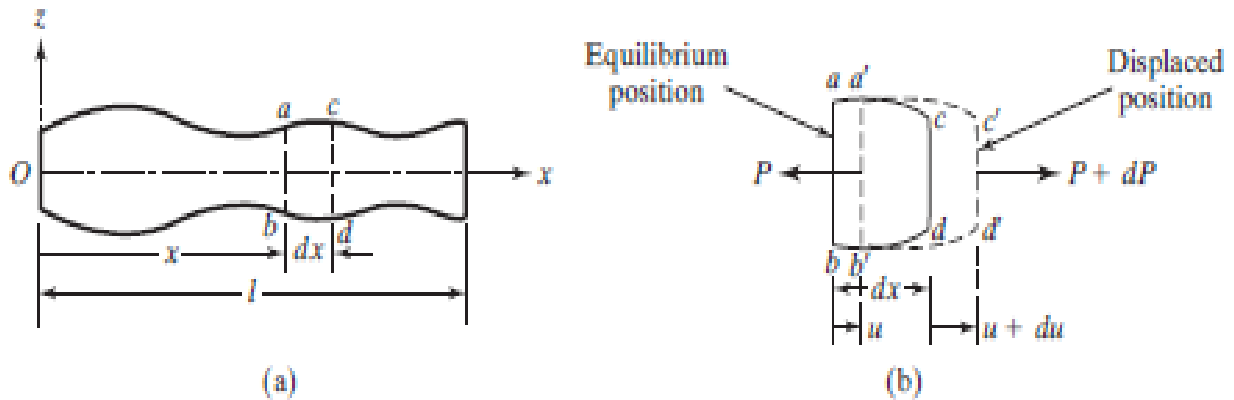 z
a
c
O
x
b
d
x
dx
l
(a)
Equilibrium
position
Displaced
position
a a'
c
c'
P
P + dP
d
d'
b b'
dx
u
u + du
(b)